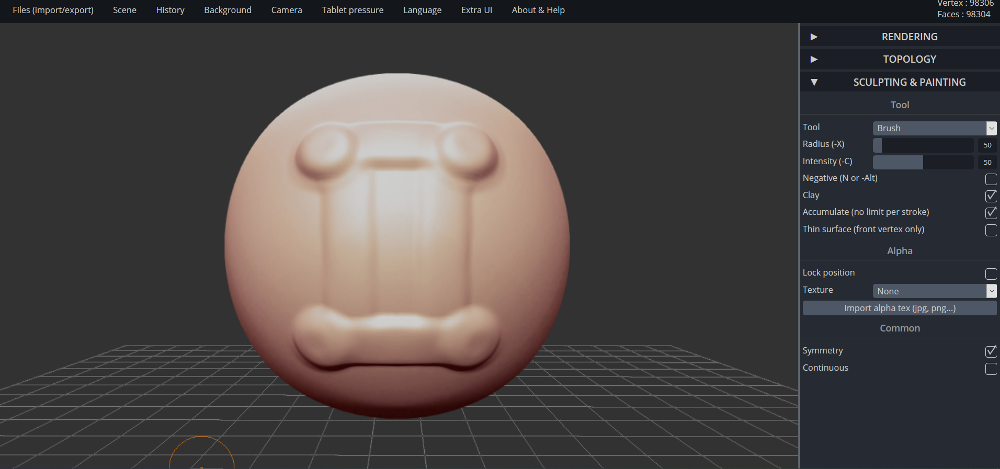 Files (import/export) Scene History Background Camera Tablet pressure Language Extra UI About & Help
Vertex : 98306
Faces : 98304
RENDERING
TOPOLOGY
SCULPTING & PAINTING
Tool
Tool Brush
Radius (-X) 50
Intensity (-C) 50
Negative (N or -Alt)
Clay
Accumulate (no limit per stroke)
Thin surface (front vertex only)
Alpha
Lock position
Texture None
Import alpha tex (jpg, png...)
Common
Symmetry
Continuous